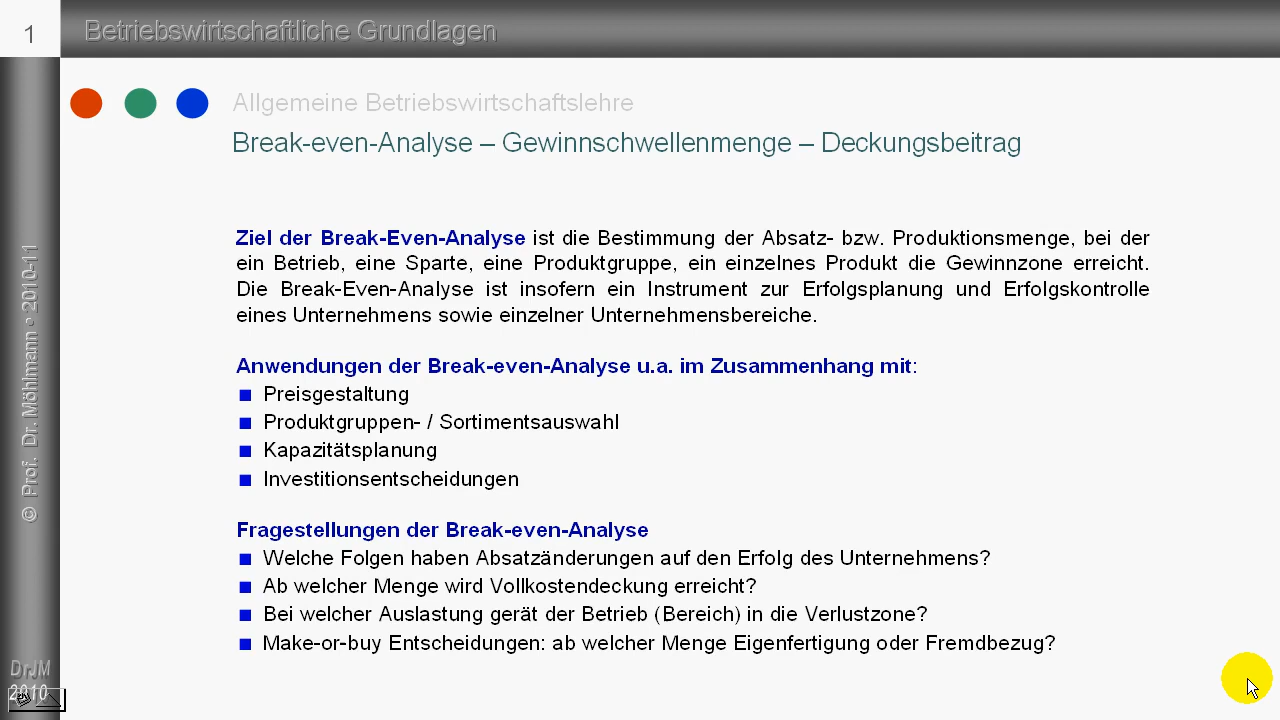 1
Betriebswirtschaftliche Grundlagen
Allgemeine Betriebswirtschaftslehre
Break-even-Analyse – Gewinnschwellenmenge – Deckungsbeitrag
Ziel der Break-Even-Analyse ist die Bestimmung der Absatz- bzw. Produktionsmenge, bei der
ein Betrieb, eine Sparte, eine Produktgruppe, ein einzelnes Produkt die Gewinnzone erreicht.
Die Break-Even-Analyse ist insofern ein Instrument zur Erfolgsplanung und Erfolgskontrolle
eines Unternehmens sowie einzelner Unternehmensbereiche.
Anwendungen der Break-even-Analyse u.a. im Zusammenhang mit:
Preisgestaltung
Produktgruppen- / Sortimentsauswahl
Kapazitätsplanung
Investitionsentscheidungen
Fragestellungen der Break-even-Analyse
Welche Folgen haben Absatzänderungen auf den Erfolg des Unternehmens?
Ab welcher Menge wird Vollkostendeckung erreicht?
Bei welcher Auslastung gerät der Betrieb (Bereich) in die Verlustzone?
Make-or-buy Entscheidungen: ab welcher Menge Eigenfertigung oder Fremdbezug?
© Prof. Dr. Möhlmann • 2010-11
DrJM
2010